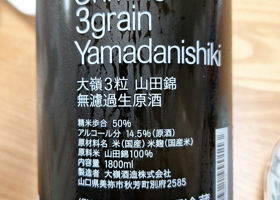 3grain
Yamadanishiki
大嶺3粒 山田錦
無濾過生原酒
精米歩合 50%
アルコール分 14.5%(原酒)
原材料名 米(国産) 米麹(国産米)
原料米 山田錦100%
内容量 1800ml
製造者 大嶺酒造株式会社
山口県美祢市秋芳町別府2585